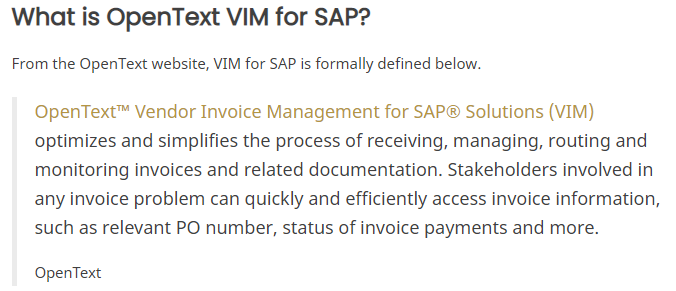 What is OpenText VIM for SAP?
From the OpenText website, VIM for SAP is formally defined below.
OpenText™ Vendor Invoice Management for SAP® Solutions (VIM)
optimizes and simplifies the process of receiving, managing, routing and
monitoring invoices and related documentation. Stakeholders involved in
any invoice problem can quickly and efficiently access invoice information,
such as relevant PO number, status of invoice payments and more.
OpenText